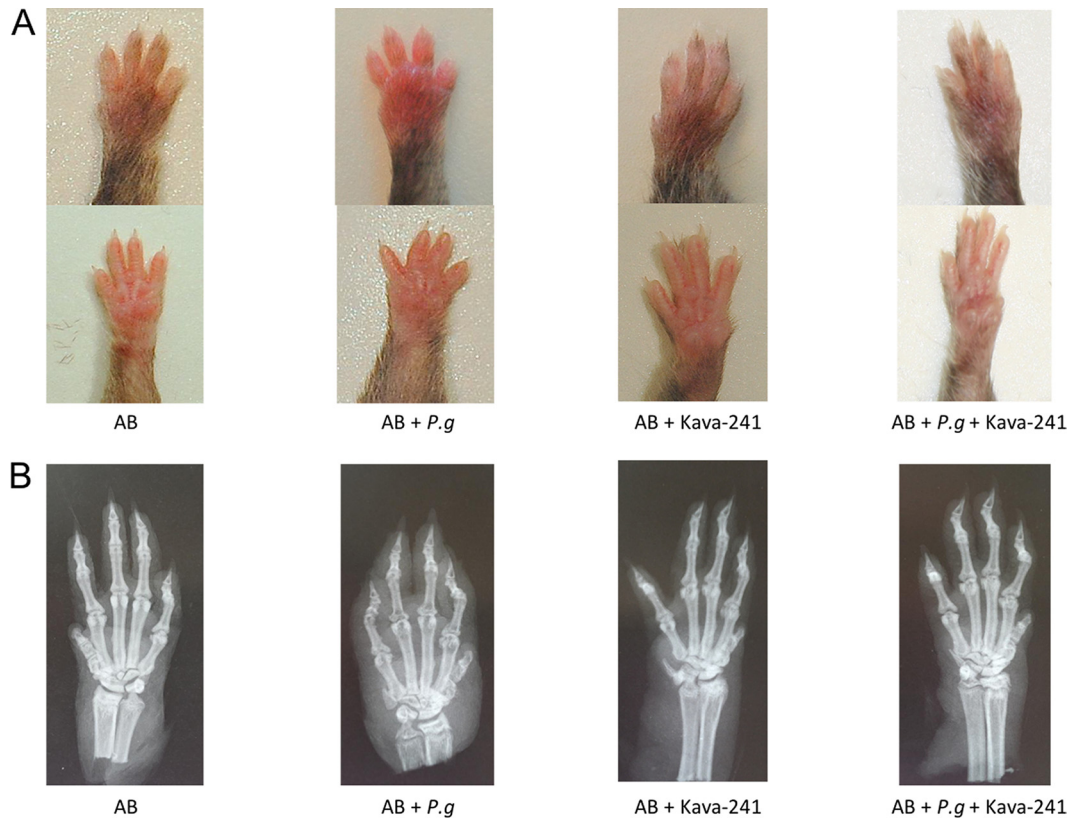 A
AB
AB + P.g
AB + Kava-241
AB + P.g + Kava-241
B
AB
AB + P.g
AB + Kava-241
AB + P.g + Kava-241